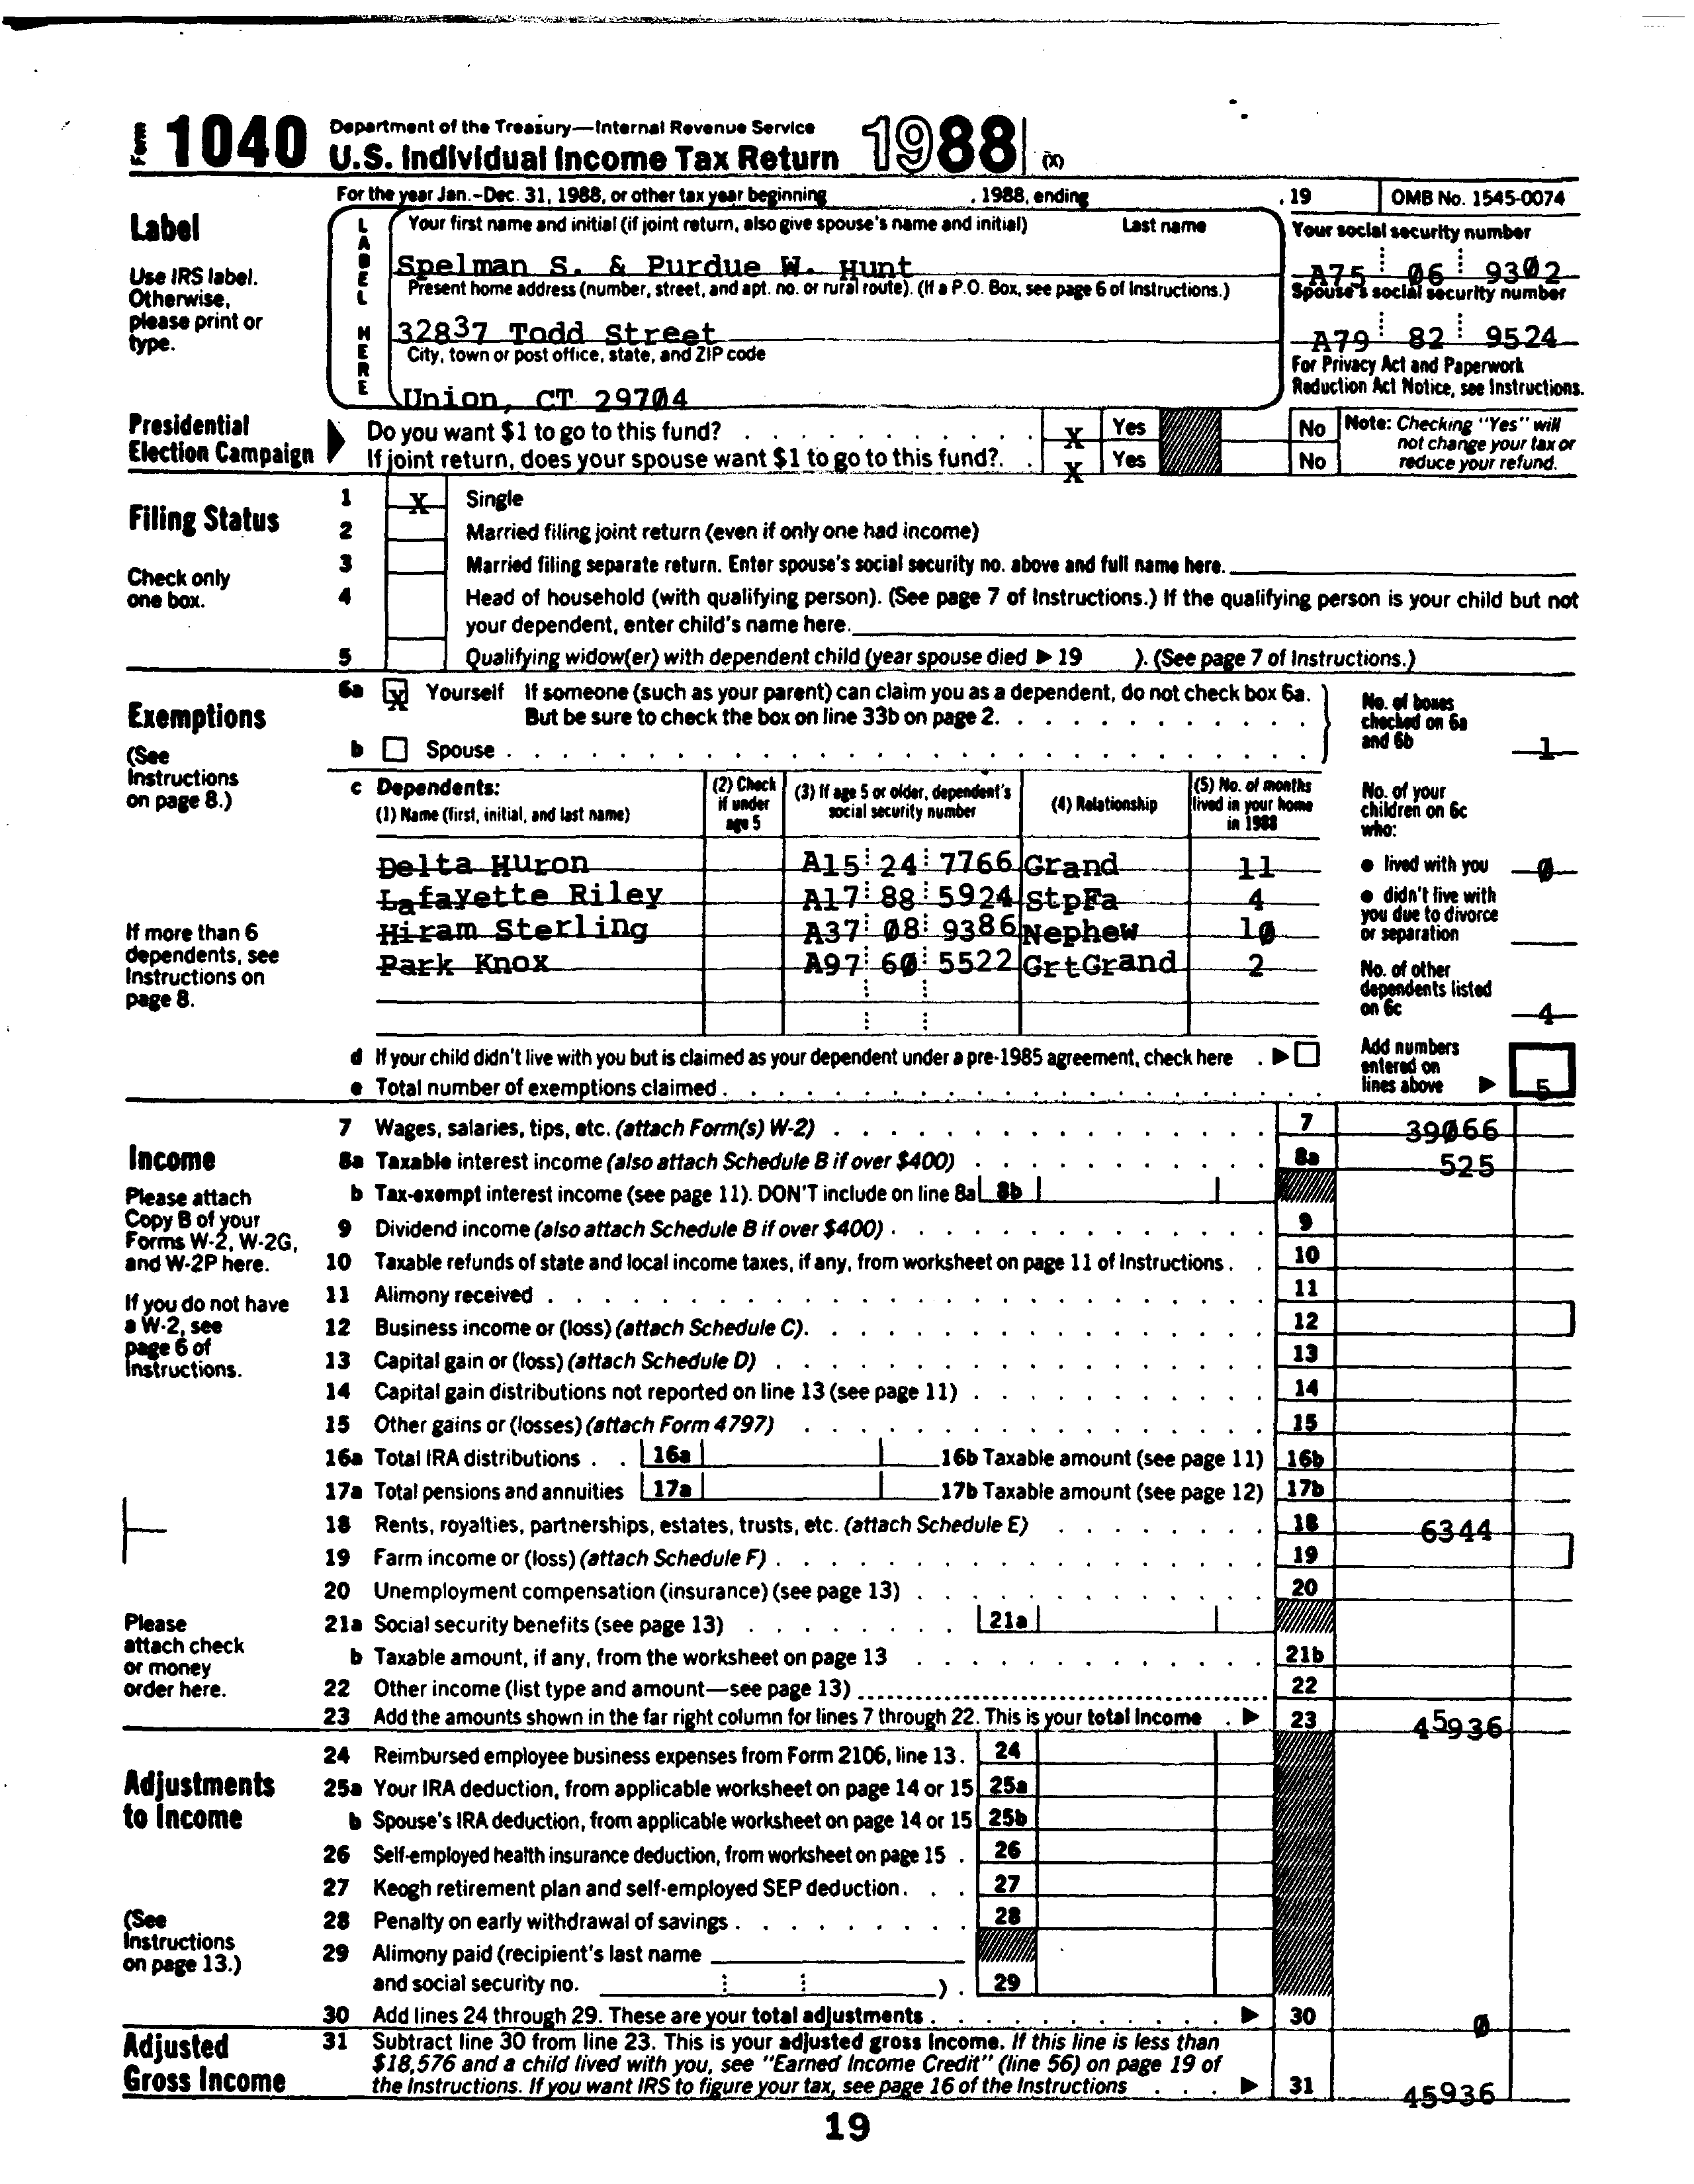 Form 1040 Department of the Treasury—Internal Revenue Service
U.S. Individual Income Tax Return 1988 (X)
For the year Jan.-Dec. 31, 1988, or other tax year beginning , 1988, ending , 19 OMB No. 1545-0074
Label
Use IRS label. Otherwise, please print or type.
LABEL HERE
Your first name and initial (if joint return, also give spouse's name and initial) Last name
Spelman S. & Purdue W. Hunt
Your social security number
A75 06 9302
Present home address (number, street, and apt. no. or rural route). (If a P.O. Box, see page 6 of Instructions.)
32837 Todd Street
Spouse's social security number
A79 82 9524
City, town or post office, state, and ZIP code
Union, CT 29704
For Privacy Act and Paperwork Reduction Act Notice, see Instructions.
Presidential Election Campaign
Do you want $1 to go to this fund? X Yes No
If joint return, does your spouse want $1 to go to this fund? X Yes No
Note: Checking "Yes" will not change your tax or reduce your refund.
Filing Status
Check only one box.
1 X Single
2 Married filing joint return (even if only one had income)
3 Married filing separate return. Enter spouse's social security no. above and full name here.
4 Head of household (with qualifying person). (See page 7 of Instructions.) If the qualifying person is your child but not
your dependent, enter child's name here.
5 Qualifying widow(er) with dependent child (year spouse died ▶ 19 ). (See page 7 of Instructions.)
Exemptions
(See Instructions on page 8.)
6a X Yourself If someone (such as your parent) can claim you as a dependent, do not check box 6a.
But be sure to check the box on line 33b on page 2.
b Spouse
No. of boxes checked on 6a and 6b 1
c Dependents:
(1) Name (first, initial, and last name) (2) Check if under age 5 (3) If age 5 or older, dependent's social security number (4) Relationship (5) No. of months lived in your home in 1988
Delta Huron A15 24 7766 Grand 11
Lafayette Riley A17 88 5924 StpFa 4
Hiram Sterling A37 08 9386 Nephew 10
Park Knox A97 60 5522 GrtGrand 2
No. of your children on 6c who:
● lived with you 0
● didn't live with you due to divorce or separation
No. of other dependents listed on 6c 4
If more than 6 dependents, see Instructions on page 8.
d If your child didn't live with you but is claimed as your dependent under a pre-1985 agreement, check here ▶
e Total number of exemptions claimed
Add numbers entered on lines above ▶ 5
Income
Please attach Copy B of your Forms W-2, W-2G, and W-2P here.
If you do not have a W-2, see page 6 of Instructions.
Please attach check or money order here.
7 Wages, salaries, tips, etc. (attach Form(s) W-2) 7 39066
8a Taxable interest income (also attach Schedule B if over $400) 8a 525
b Tax-exempt interest income (see page 11). DON'T include on line 8a 8b
9 Dividend income (also attach Schedule B if over $400) 9
10 Taxable refunds of state and local income taxes, if any, from worksheet on page 11 of Instructions 10
11 Alimony received 11
12 Business income or (loss) (attach Schedule C) 12
13 Capital gain or (loss) (attach Schedule D) 13
14 Capital gain distributions not reported on line 13 (see page 11) 14
15 Other gains or (losses) (attach Form 4797) 15
16a Total IRA distributions 16a 16b Taxable amount (see page 11) 16b
17a Total pensions and annuities 17a 17b Taxable amount (see page 12) 17b
18 Rents, royalties, partnerships, estates, trusts, etc. (attach Schedule E) 18 6344
19 Farm income or (loss) (attach Schedule F) 19
20 Unemployment compensation (insurance) (see page 13) 20
21a Social security benefits (see page 13) 21a
b Taxable amount, if any, from the worksheet on page 13 21b
22 Other income (list type and amount—see page 13) 22
23 Add the amounts shown in the far right column for lines 7 through 22. This is your total income ▶ 23 45936
Adjustments to Income
(See Instructions on page 13.)
24 Reimbursed employee business expenses from Form 2106, line 13. 24
25a Your IRA deduction, from applicable worksheet on page 14 or 15 25a
b Spouse's IRA deduction, from applicable worksheet on page 14 or 15 25b
26 Self-employed health insurance deduction, from worksheet on page 15 26
27 Keogh retirement plan and self-employed SEP deduction 27
28 Penalty on early withdrawal of savings 28
29 Alimony paid (recipient's last name
and social security no. ) 29
30 Add lines 24 through 29. These are your total adjustments ▶ 30 0
Adjusted Gross Income
31 Subtract line 30 from line 23. This is your adjusted gross income. If this line is less than
$18,576 and a child lived with you, see "Earned Income Credit" (line 56) on page 19 of
the Instructions. If you want IRS to figure your tax, see page 16 of the Instructions ▶ 31 45936
19